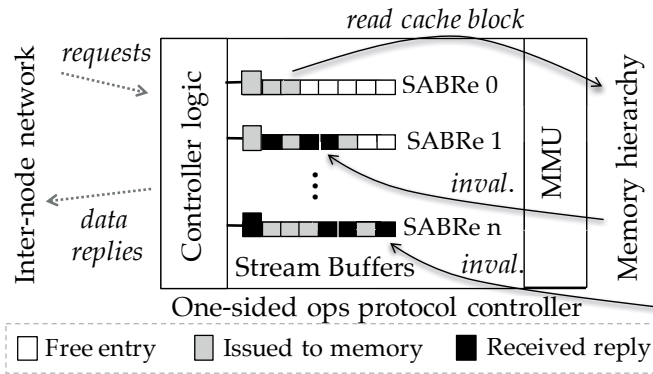 read cache block
requests
SABRe 0
SABRe 1
inval.
data
replies
SABRe n
inval.
Inter-node network
Controller logic
Stream Buffers
MMU
Memory hierarchy
One-sided ops protocol controller
Free entry
Issued to memory
Received reply